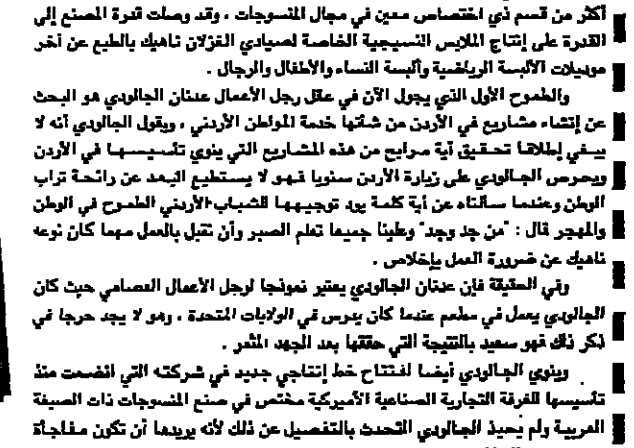 أكثر من قسم ذي اختصاص معين في مجال المنسوجات ، وقد وصلت قدرة المصنع إلى
القدرة على إنتاج الملابس النسيجية الخاصة لصيادي الغزلان ناهيك بالطبع عن آخر
موديلات الألبسة الرياضية وألبسة النساء والأطفال والرجال .
والطموح الأول الذي يجول الآن في عقل رجل الأعمال عدنان الجالودي هو البحث
عن إنشاء مشاريع في الأردن من شأنها خدمة المواطن الأردني ، ويقول الجالودي أنه لا
يبغي إطلاقا تحقيق أية مرابح من هذه المشاريع التي ينوي تأسيسها في الأردن
ويحرص الجالودي على زيارة الأردن سنويا فهو لا يستطيع البعد عن رائحة تراب
الوطن وعندما سألناه عن أية كلمة يود توجيهها للشباب الأردني الطموح في الوطن
والمهجر قال : "من جد وجد" وعلينا جميعا تعلم الصبر وأن نقبل بالعمل مهما كان نوعه
ناهيك عن ضرورة العمل بإخلاص .
وفي الحقيقة فإن عدنان الجالودي يعتبر نموذجا لرجل الأعمال العصامي حيث كان
الجالودي يعمل في مطعم عندما كان يدرس في الولايات المتحدة ، وهو لا يجد حرجا في
ذكر ذلك فهو سعيد بالنتيجة التي حققها بعد الجهد المثمر .
وينوي الجالودي أيضا افتتاح خط إنتاجي جديد في شركته التي انضمت منذ
تأسيسها للغرفة التجارية الصناعية الأميركية مختص في صنع المنسوجات ذات الصبغة
العربية ولم يحبذ الجالودي التحدث بالتفصيل عن ذلك لأنه يريدها أن تكون مفاجأة